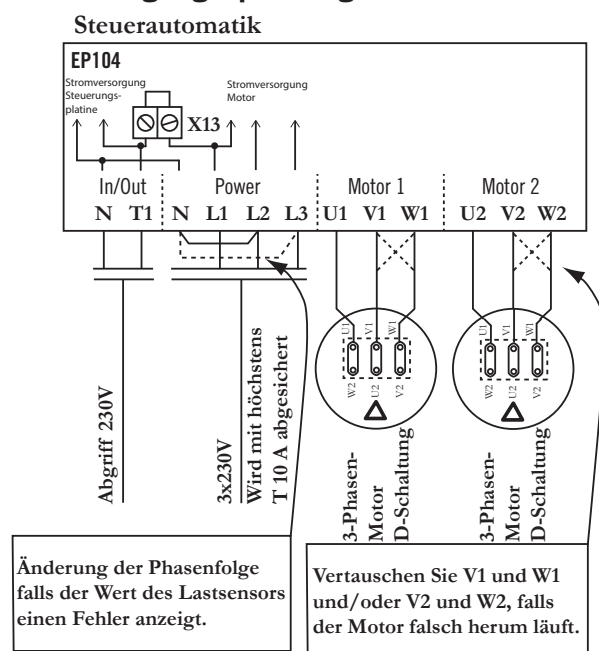 Steuerautomatik
EP104
Stromversorgung
Steuerungs-
platine
Stromversorgung
Motor
X13
In/Out
Power
Motor 1
Motor 2
N T1 N L1 L2 L3 U1 V1 W1 U2 V2 W2
U1 V1 W1
W2 U2 V2
U1 V1 W1
W2 U2 V2
Abgriff 230V
3x230V
Wird mit höchstens
T 10 A abgesichert
3-Phasen-
Motor
D-Schaltung
3-Phasen-
Motor
D-Schaltung
Änderung der Phasenfolge
falls der Wert des Lastsensors
einen Fehler anzeigt.
Vertauschen Sie V1 und W1
und/oder V2 und W2, falls
der Motor falsch herum läuft.